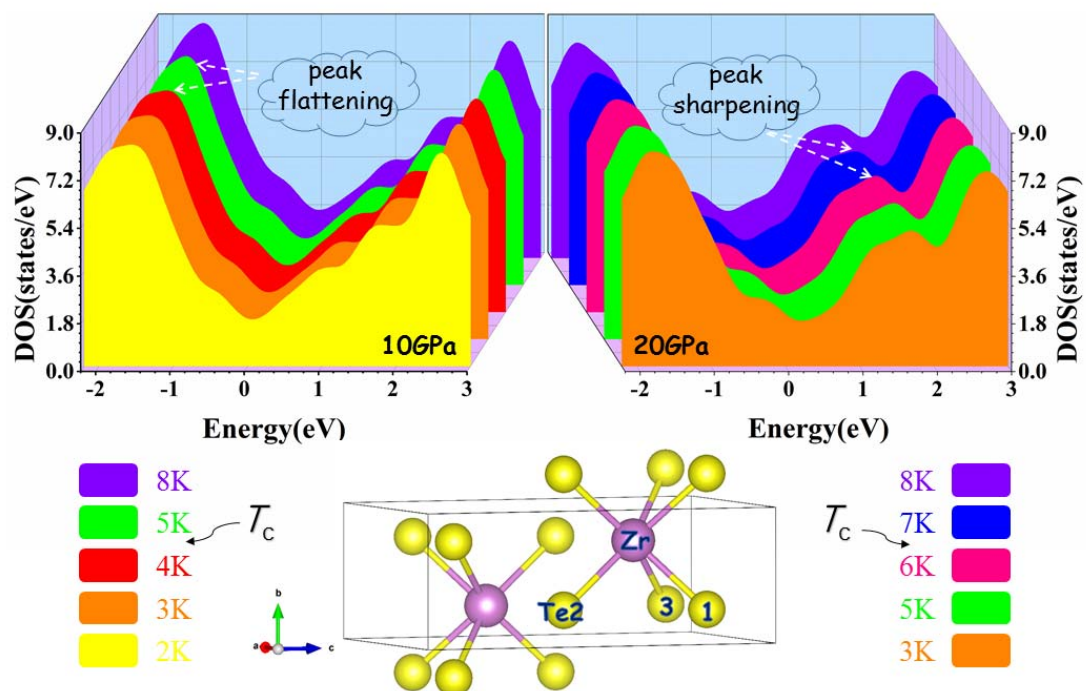 peak
flattening
peak
sharpening
DOS(states/eV)
9.0
7.2
5.4
3.6
1.8
0.0
10GPa
-2
-1
0
1
2
3
Energy(eV)
20GPa
9.0
7.2
5.4
3.6
1.8
0.0
DOS(states/eV)
-2
-1
0
1
2
3
Energy(eV)
8K
5K
4K
3K
2K
Tc
b
a
c
Zr
Te2
3
1
Tc
8K
7K
6K
5K
3K